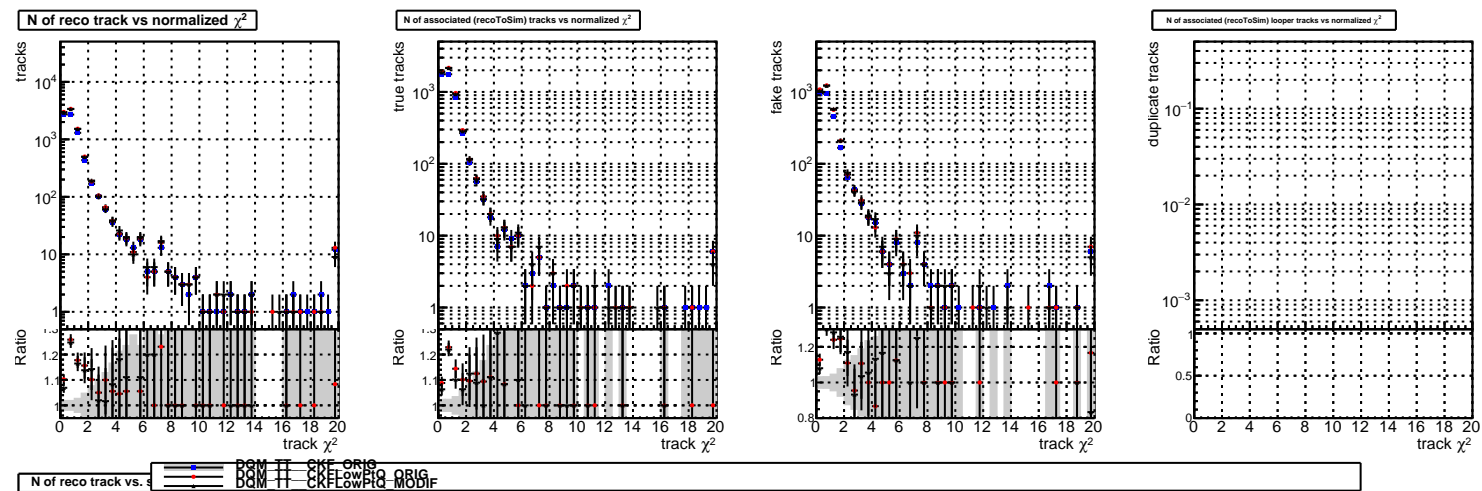 N of reco track vs normalized χ²
N of associated (recoToSim) tracks vs normalized χ²
N of associated (recoToSim) looper tracks vs normalized χ²
tracks
10⁴
10³
10²
10
1
Ratio
1.2
1.1
1
0 2 4 6 8 10 12 14 16 18 20
track χ²
true tracks
10³
10²
10
1
Ratio
1.2
1.1
1
0 2 4 6 8 10 12 14 16 18 20
track χ²
fake tracks
10³
10²
10
1
Ratio
1.2
1
0.8
0 2 4 6 8 10 12 14 16 18 20
track χ²
duplicate tracks
10⁻¹
10⁻²
10⁻³
Ratio
1
0.5
0
0 2 4 6 8 10 12 14 16 18 20
track χ²
N of reco track vs.
DQM_TT__CKF_ORIG
DQM_TT__CKFLowPtQ_ORIG
DQM_TT__CKFLowPtQ_MODIF